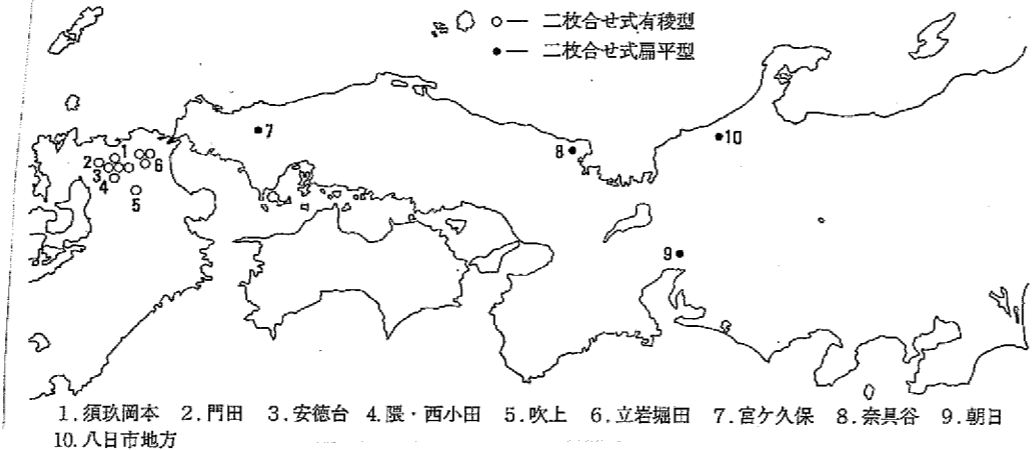 ○— 二枚合せ式有稜型
●— 二枚合せ式扁平型
7
8
10
1
2
6
3
4
5
9
1.須玖岡本 2.門田 3.安徳台 4.隈・西小田 5.吹上 6.立岩堀田 7.宮ケ久保 8.奈具谷 9.朝日
10.八日市地方